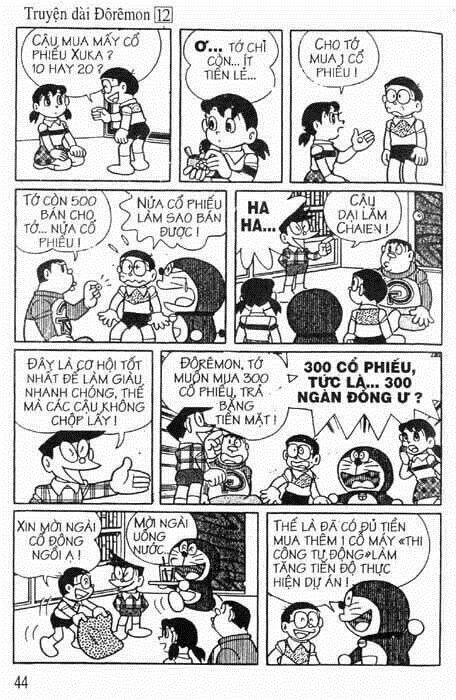 Truyện dài Đôrêmon 12
CẬU MUA MẤY CỔ
PHIẾU XUKA ?
10 HAY 20 ?
Ơ... TỚ CHỈ
CÒN... ÍT
TIỀN LẺ...
CHO TỚ
MUA 1 CỔ
PHIẾU !
TỚ CÒN 500
BÁN CHO
TỚ... NỬA CỔ
PHIẾU !
NỬA CỔ PHIẾU
LÀM SAO BÁN
ĐƯỢC !
HA
HA...
CẬU
DẠI LẮM
CHAIEN !
ĐÂY LÀ CƠ HỘI TỐT
NHẤT ĐỂ LÀM GIÀU
NHANH CHÓNG, THẾ
MÀ CÁC CẬU KHÔNG
CHỘP LẤY !
ĐÔRÊMON, TỚ
MUỐN MUA 300
CỔ PHIẾU, TRẢ
BẰNG
TIỀN MẶT !
300 CỔ PHIẾU,
TỨC LÀ... 300
NGÀN ĐỒNG Ư ?
XIN MỜI NGÀI
CỔ ĐÔNG
NGỒI Ạ !
MỜI NGÀI
UỐNG
NƯỚC...
THẾ LÀ ĐÃ CÓ ĐỦ TIỀN
MUA THÊM 1 CỖ MÁY «THI
CÔNG TỰ ĐỘNG» LÀM
TĂNG TIẾN ĐỘ THỰC
HIỆN DỰ ÁN !
44